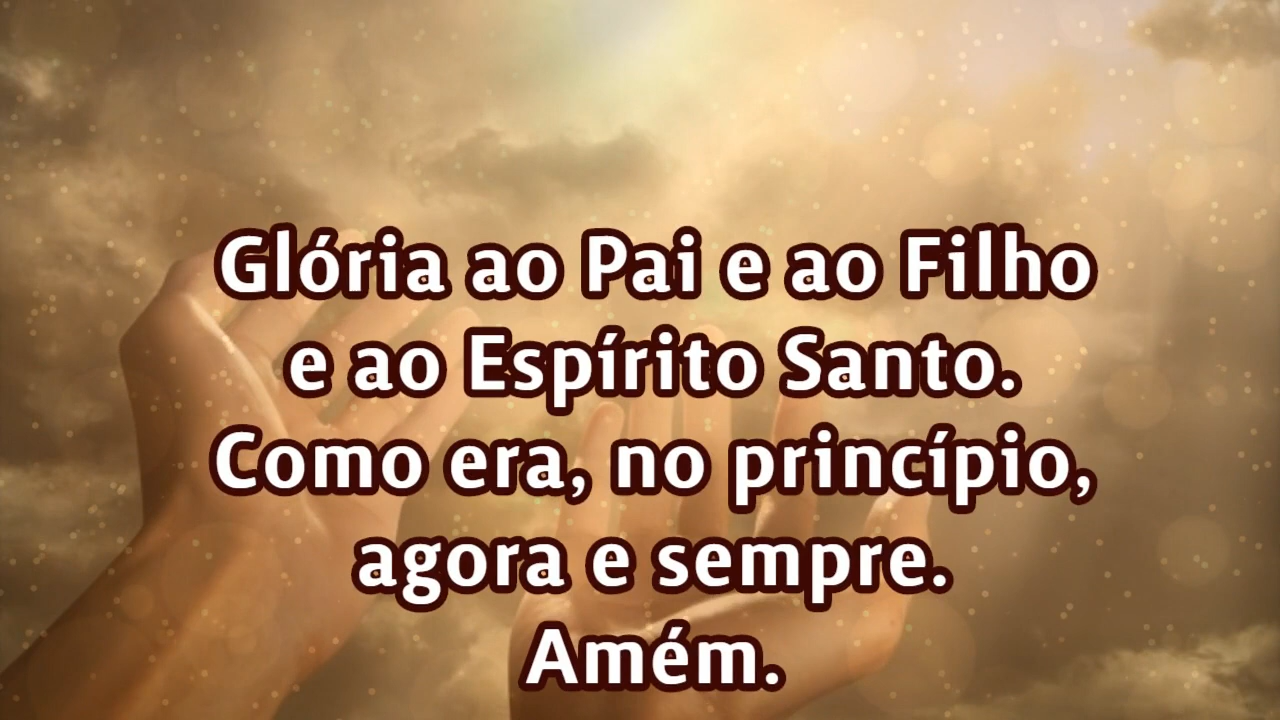 Glória ao Pai e ao Filho
e ao Espírito Santo.
Como era, no princípio,
agora e sempre.
Amém.